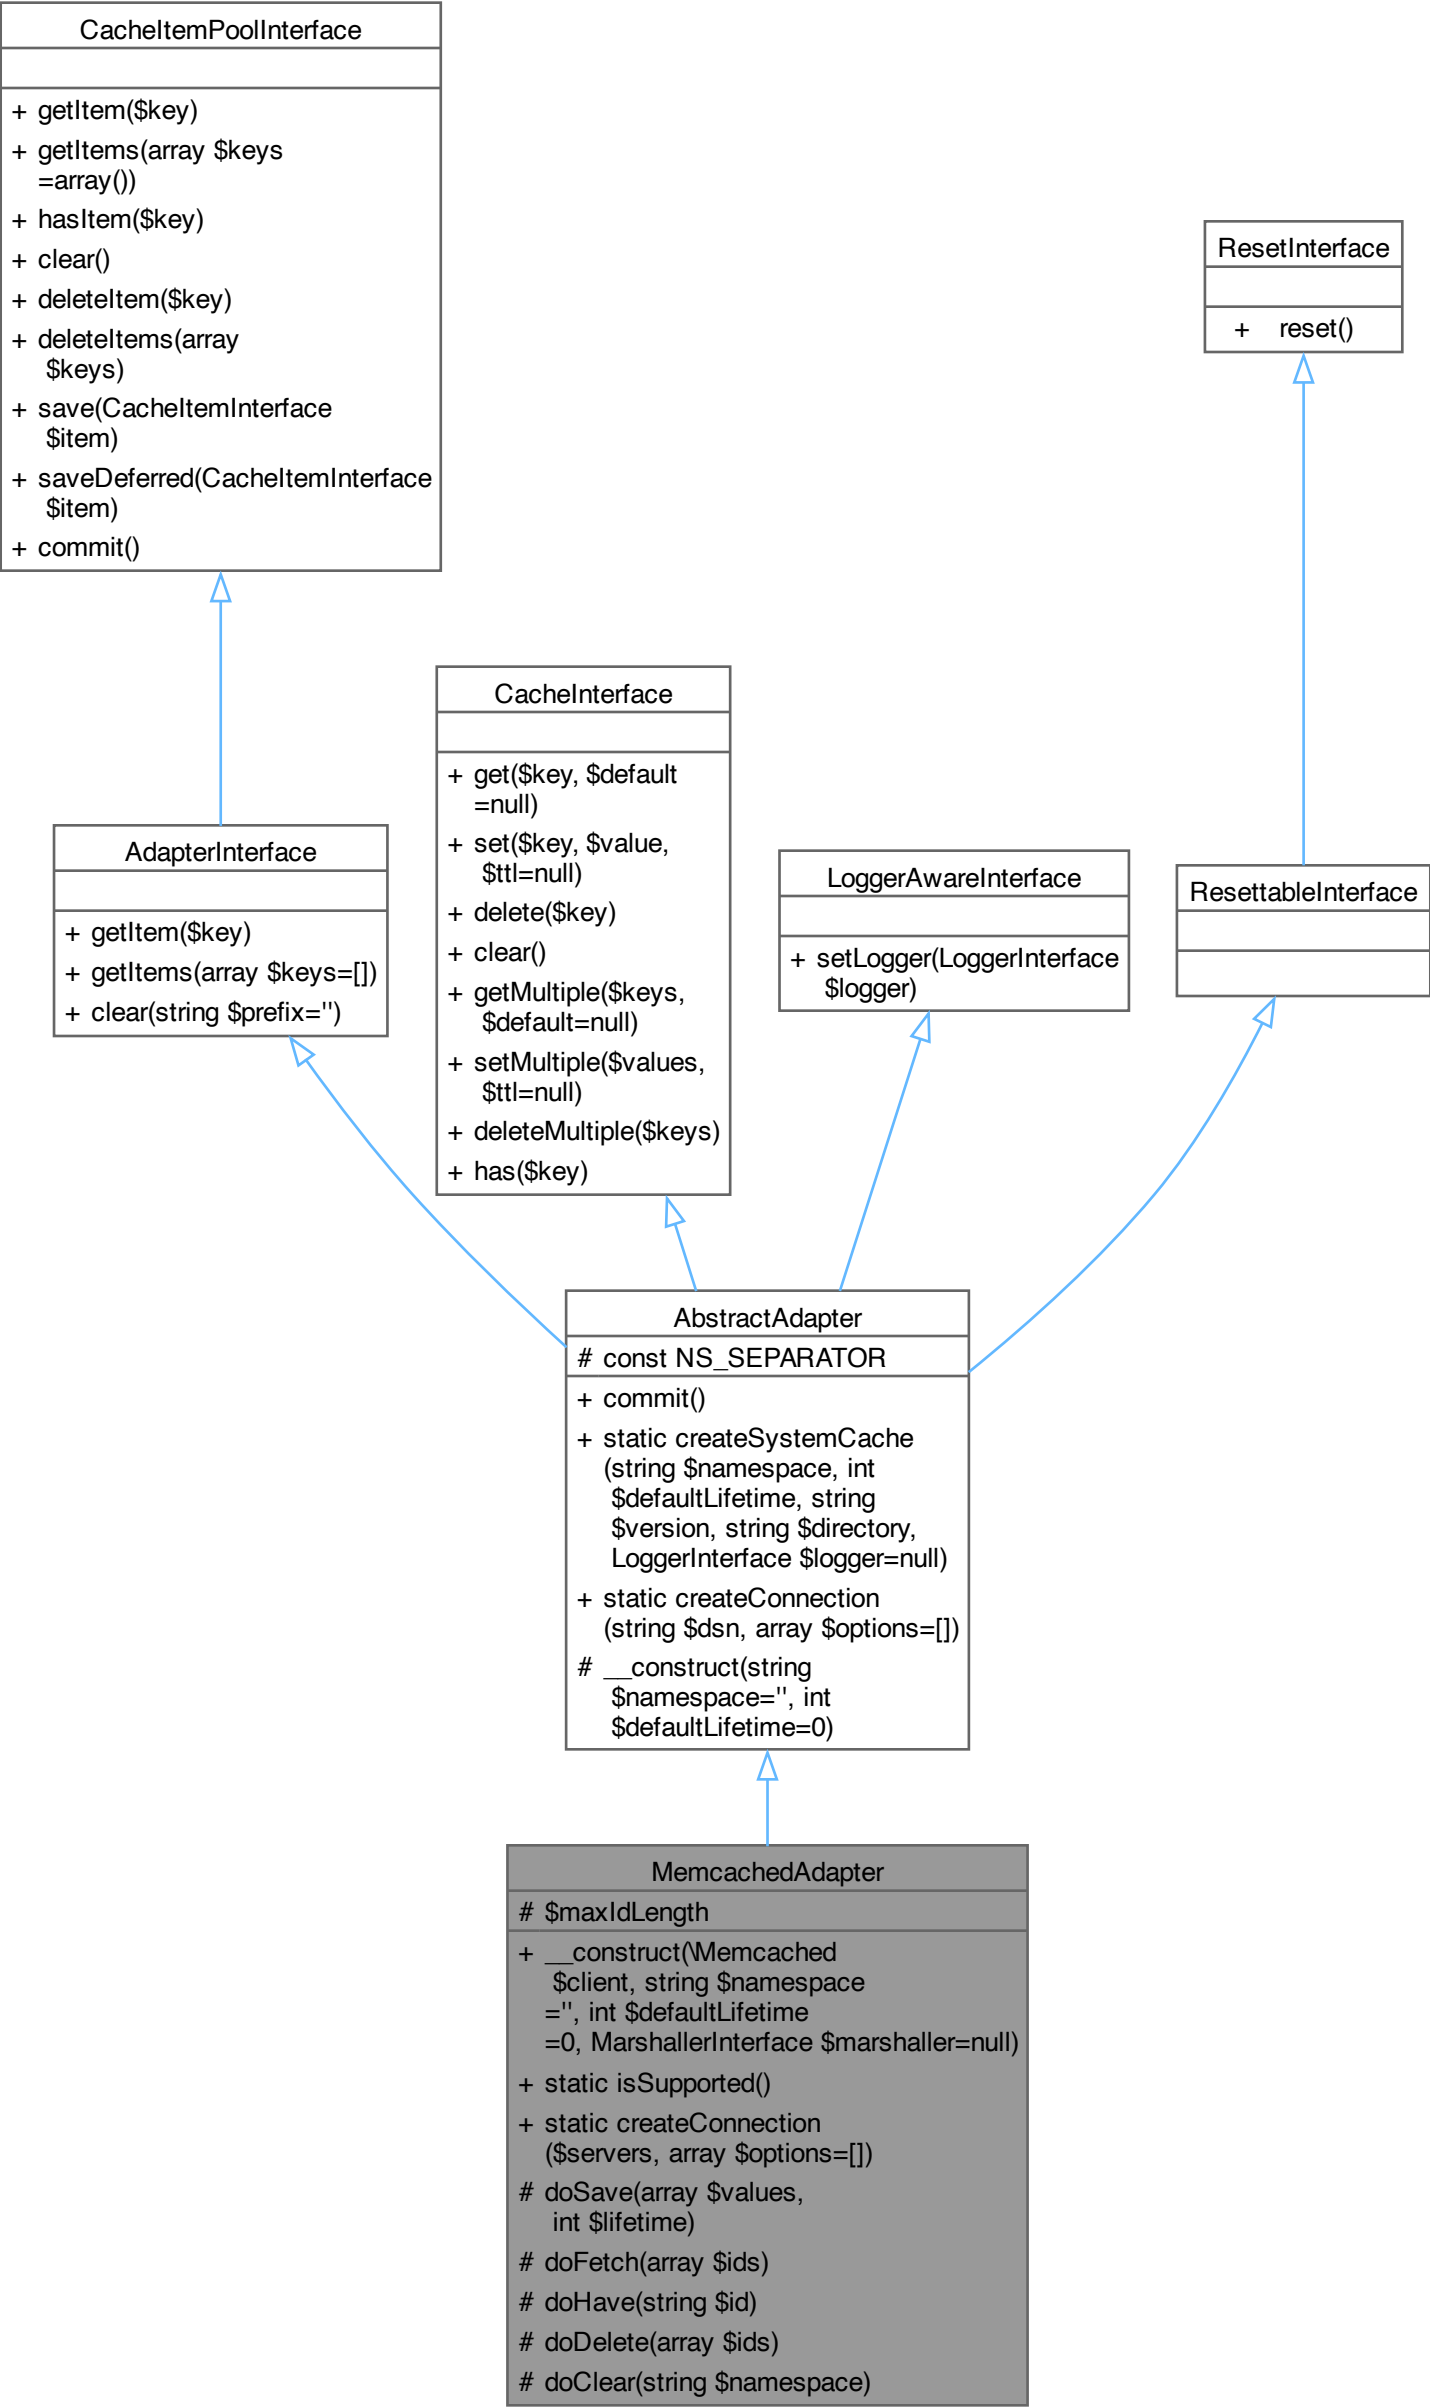 CacheItemPoolInterface
+ getItem($key)
+ getItems(array $keys
=array())
+ hasItem($key)
+ clear()
+ deleteItem($key)
+ deleteItems(array
$keys)
+ save(CacheItemInterface
$item)
+ saveDeferred(CacheItemInterface
$item)
+ commit()
ResetInterface
+ reset()
CacheInterface
+ get($key, $default
=null)
+ set($key, $value,
$ttl=null)
+ delete($key)
+ clear()
+ getMultiple($keys,
$default=null)
+ setMultiple($values,
$ttl=null)
+ deleteMultiple($keys)
+ has($key)
AdapterInterface
+ getItem($key)
+ getItems(array $keys=[])
+ clear(string $prefix='')
LoggerAwareInterface
+ setLogger(LoggerInterface
$logger)
ResettableInterface
AbstractAdapter
# const NS_SEPARATOR
+ commit()
+ static createSystemCache
(string $namespace, int
$defaultLifetime, string
$version, string $directory,
LoggerInterface $logger=null)
+ static createConnection
(string $dsn, array $options=[])
# __construct(string
$namespace='', int
$defaultLifetime=0)
MemcachedAdapter
# $maxIdLength
+ __construct(\Memcached
$client, string $namespace
='', int $defaultLifetime
=0, MarshallerInterface $marshaller=null)
+ static isSupported()
+ static createConnection
($servers, array $options=[])
# doSave(array $values,
int $lifetime)
# doFetch(array $ids)
# doHave(string $id)
# doDelete(array $ids)
# doClear(string $namespace)